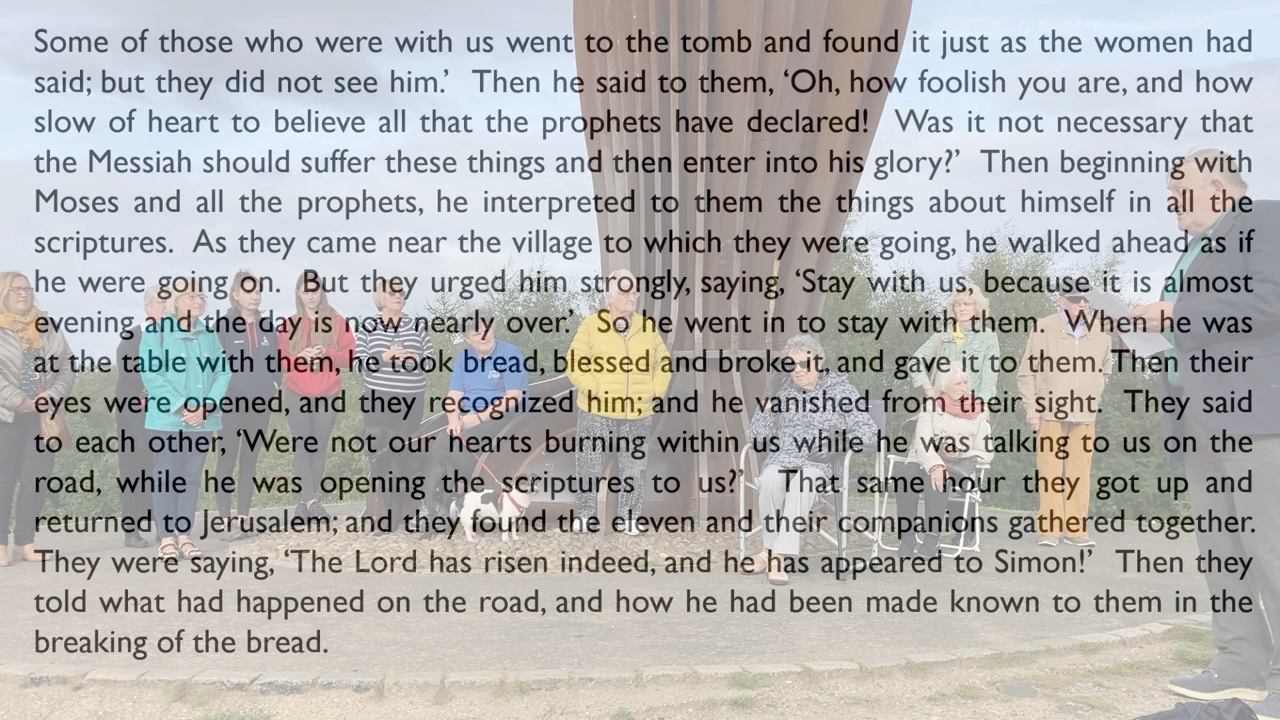 Some of those who were with us went to the tomb and found it just as the women had
said; but they did not see him.’ Then he said to them, ‘Oh, how foolish you are, and how
slow of heart to believe all that the prophets have declared! Was it not necessary that
the Messiah should suffer these things and then enter into his glory?’ Then beginning with
Moses and all the prophets, he interpreted to them the things about himself in all the
scriptures. As they came near the village to which they were going, he walked ahead as if
he were going on. But they urged him strongly, saying, ‘Stay with us, because it is almost
evening and the day is now nearly over.’ So he went in to stay with them. When he was
at the table with them, he took bread, blessed and broke it, and gave it to them. Then their
eyes were opened, and they recognized him; and he vanished from their sight. They said
to each other, ‘Were not our hearts burning within us while he was talking to us on the
road, while he was opening the scriptures to us?’ That same hour they got up and
returned to Jerusalem; and they found the eleven and their companions gathered together.
They were saying, ‘The Lord has risen indeed, and he has appeared to Simon!’ Then they
told what had happened on the road, and how he had been made known to them in the
breaking of the bread.